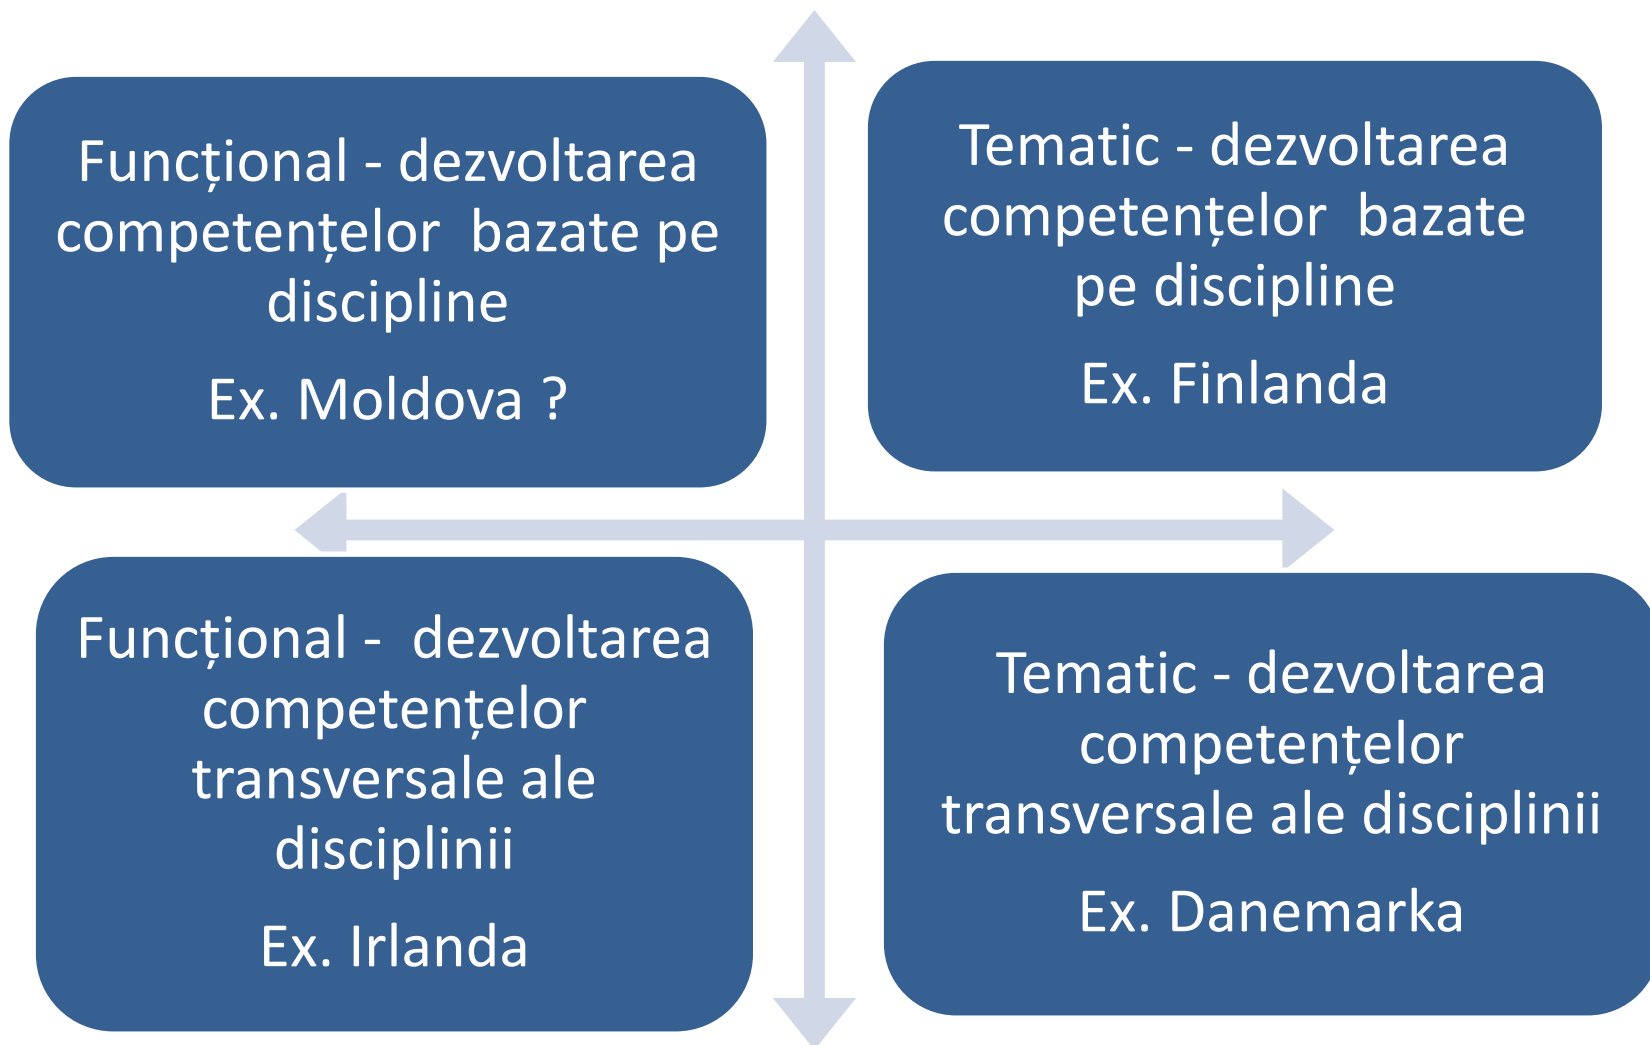 Funcțional - dezvoltarea
competențelor  bazate pe
discipline
Ex. Moldova ?
Tematic - dezvoltarea
competențelor  bazate
pe discipline
Ex. Finlanda
Funcțional -  dezvoltarea
competențelor
transversale ale
disciplinii
Ex. Irlanda
Tematic - dezvoltarea
competențelor
transversale ale disciplinii
Ex. Danemarka